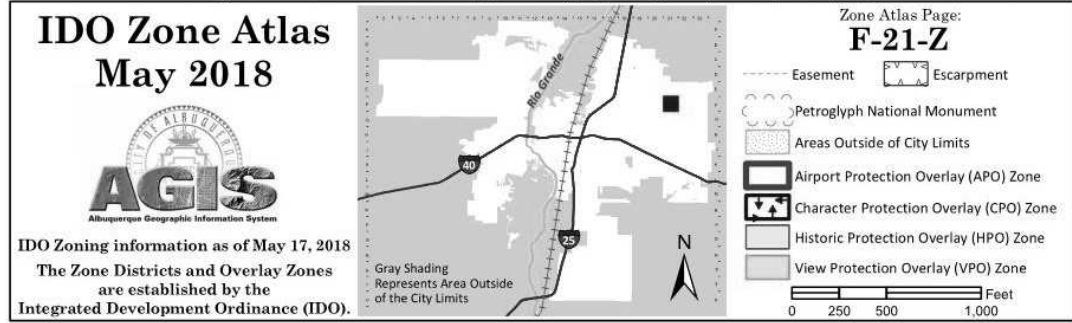 IDO Zone Atlas
May 2018
CITY OF ALBUQUERQUE
AGIS
Albuquerque Geographic Information System
IDO Zoning information as of May 17, 2018
The Zone Districts and Overlay Zones
are established by the
Integrated Development Ordinance (IDO).
Rio Grande
40
25
N
Gray Shading
Represents Area Outside
of the City Limits
Zone Atlas Page:
F-21-Z
Easement
Escarpment
Petroglyph National Monument
Areas Outside of City Limits
Airport Protection Overlay (APO) Zone
Character Protection Overlay (CPO) Zone
Historic Protection Overlay (HPO) Zone
View Protection Overlay (VPO) Zone
Feet
0 250 500 1,000